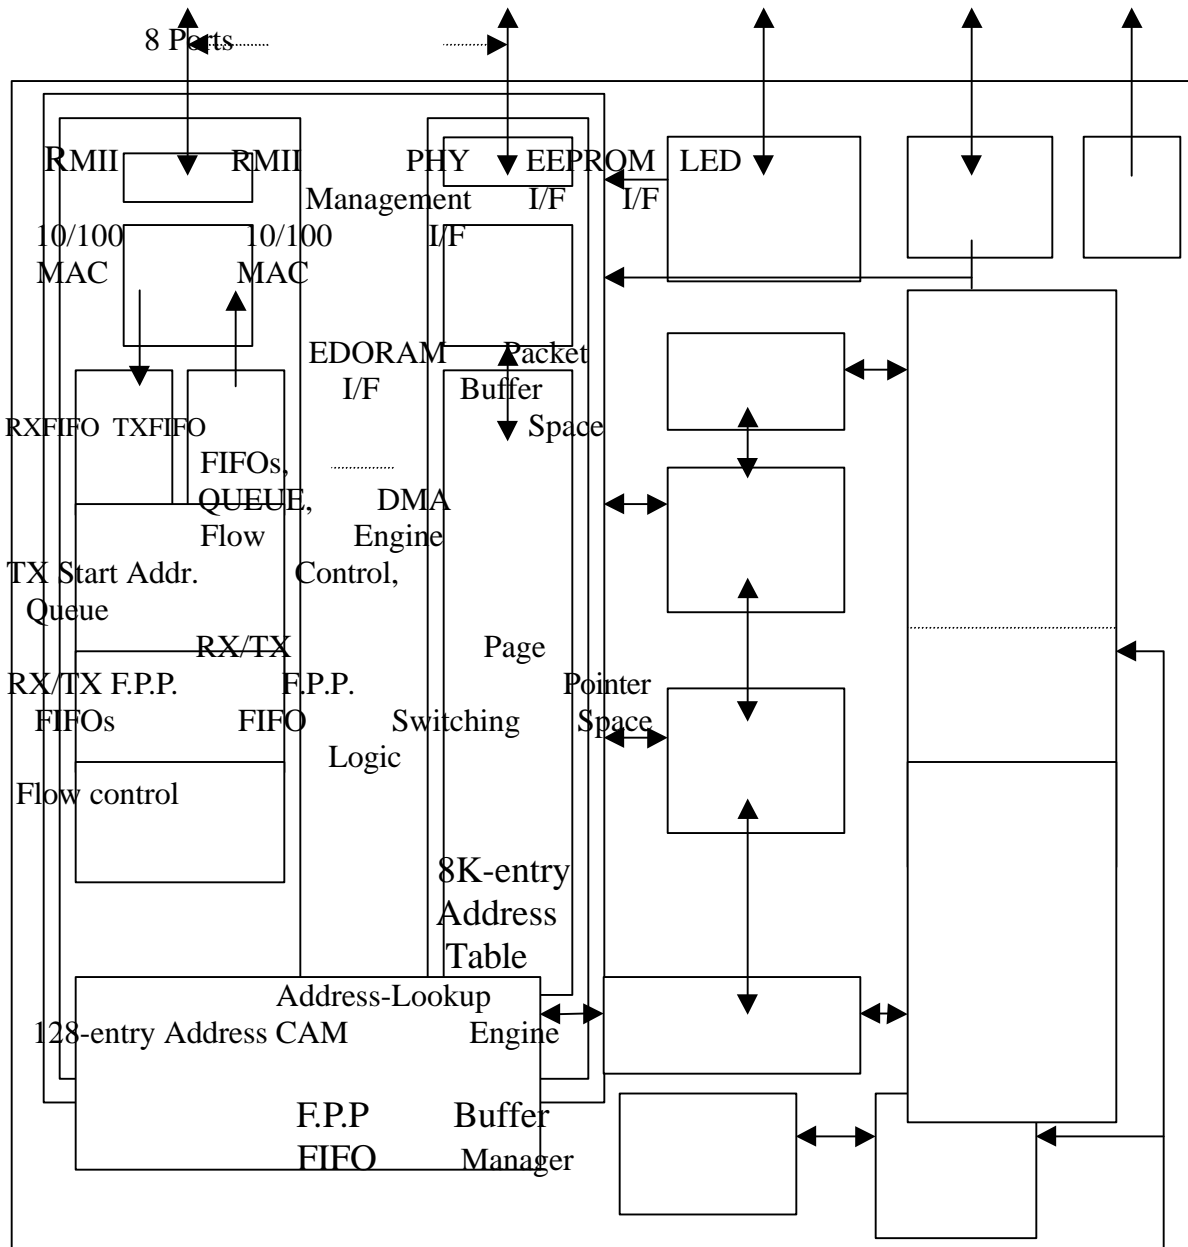 8 Ports
RMII RMII PHY EEPROM LED
Management I/F I/F
10/100 10/100 I/F
MAC MAC
EDORAM Packet
I/F Buffer
RXFIFO TXFIFO Space
FIFOs,
QUEUE, DMA
Flow Engine
TX Start Addr. Control,
Queue
RX/TX Page
RX/TX F.P.P. F.P.P. Pointer
FIFOs FIFO Switching Space
Logic
Flow control
8K-entry
Address
Table
Address-Lookup
128-entry Address CAM Engine
F.P.P Buffer
FIFO Manager